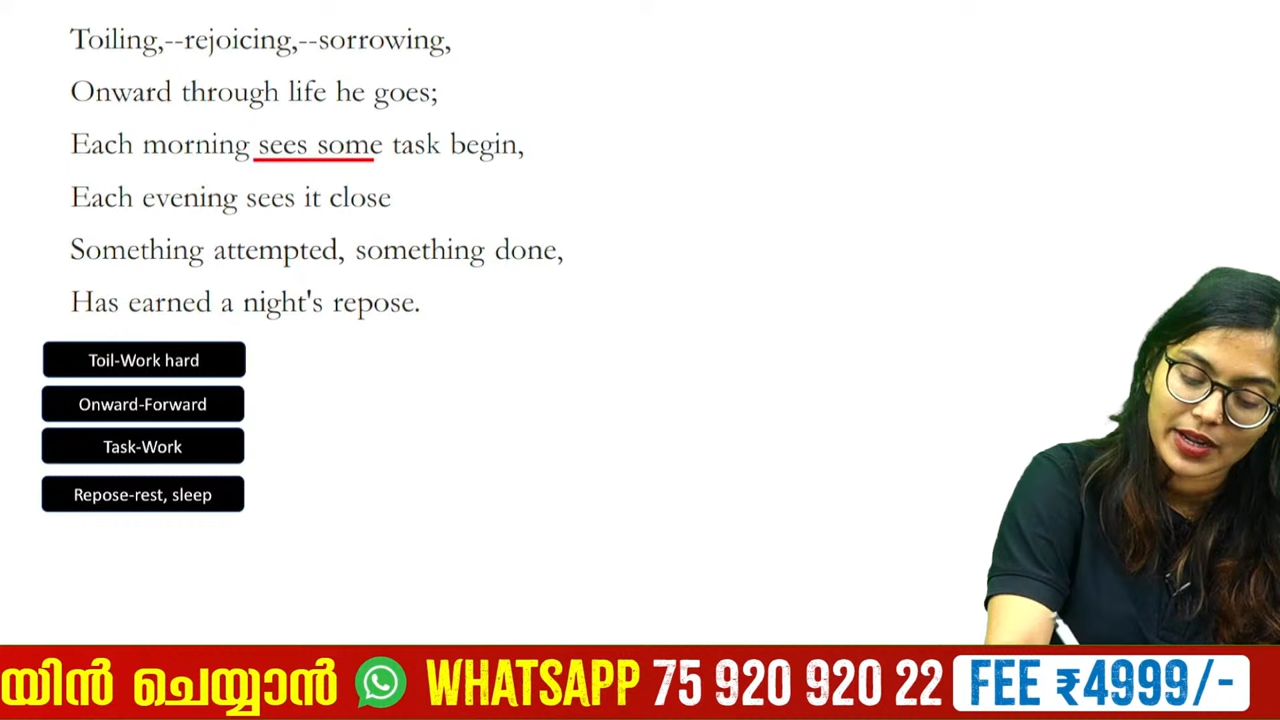 Toiling,--rejoicing,--sorrowing,
Onward through life he goes;
Each morning sees some task begin,
Each evening sees it close
Something attempted, something done,
Has earned a night's repose.
Toil-Work hard
Onward-Forward
Task-Work
Repose-rest, sleep
യിൻ ചെയ്യാൻ WHATSAPP 75 920 920 22 FEE ₹4999/-